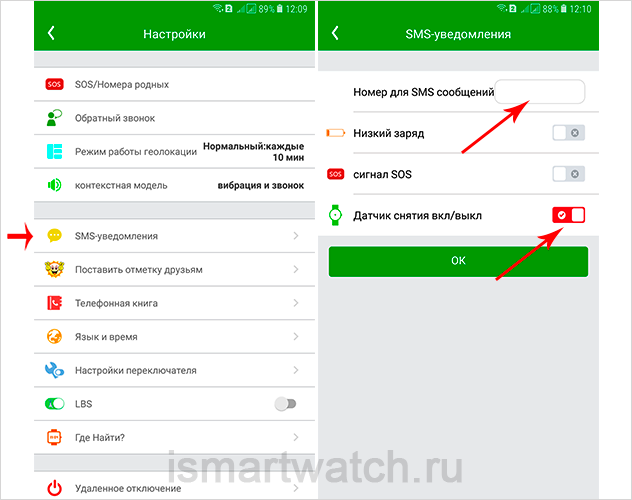 89% 12:09
Настройки
SOS SOS/Номера родных
Обратный звонок
Режим работы геолокации Нормальный:каждые
10 мин
контекстная модель вибрация и звонок
SMS-уведомления
Поставить отметку друзьям
Телефонная книга
Язык и время
Настройки переключателя
LBS
Где Найти?
Удаленное отключение
88% 12:10
SMS-уведомления
Номер для SMS сообщений
Низкий заряд
SOS сигнал SOS
Датчик снятия вкл/выкл
ОК
ismartwatch.ru